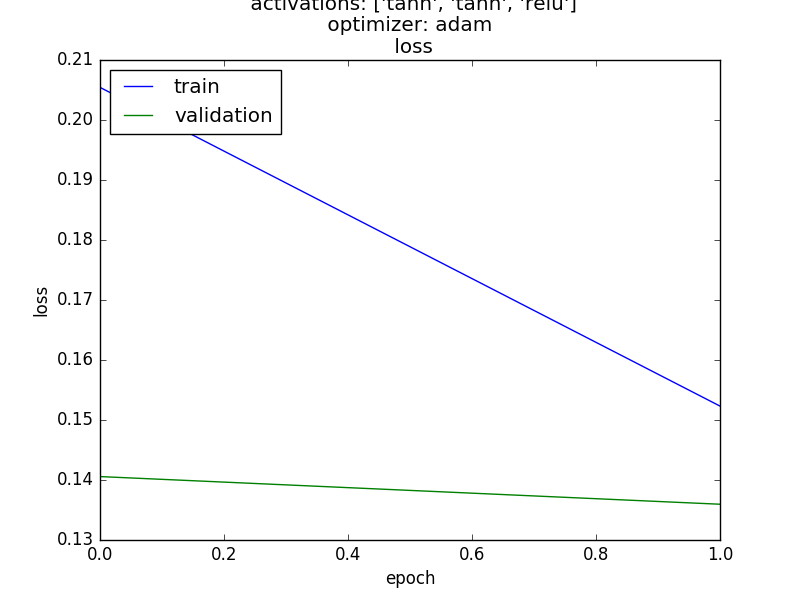 activations: ['tanh', 'tanh', 'relu']
optimizer: adam
loss
0.21
train
validation
0.20
0.19
0.18
0.17
loss
0.16
0.15
0.14
0.13
0.0 0.2 0.4 0.6 0.8 1.0
epoch